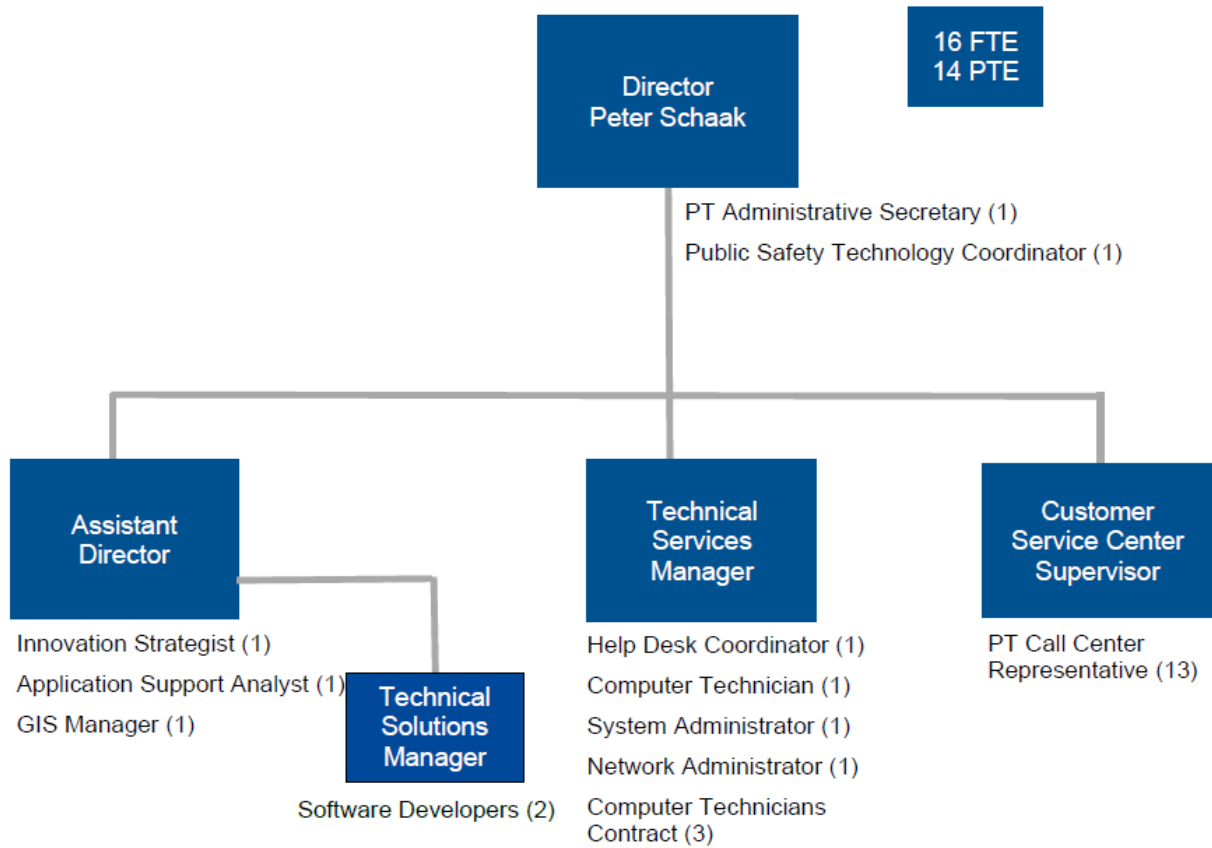 16 FTE
14 PTE
Director
Peter Schaak
PT Administrative Secretary (1)
Public Safety Technology Coordinator (1)
Assistant
Director
Innovation Strategist (1)
Application Support Analyst (1)
GIS Manager (1)
Technical
Solutions
Manager
Software Developers (2)
Technical
Services
Manager
Help Desk Coordinator (1)
Computer Technician (1)
System Administrator (1)
Network Administrator (1)
Computer Technicians
Contract (3)
Customer
Service Center
Supervisor
PT Call Center
Representative (13)